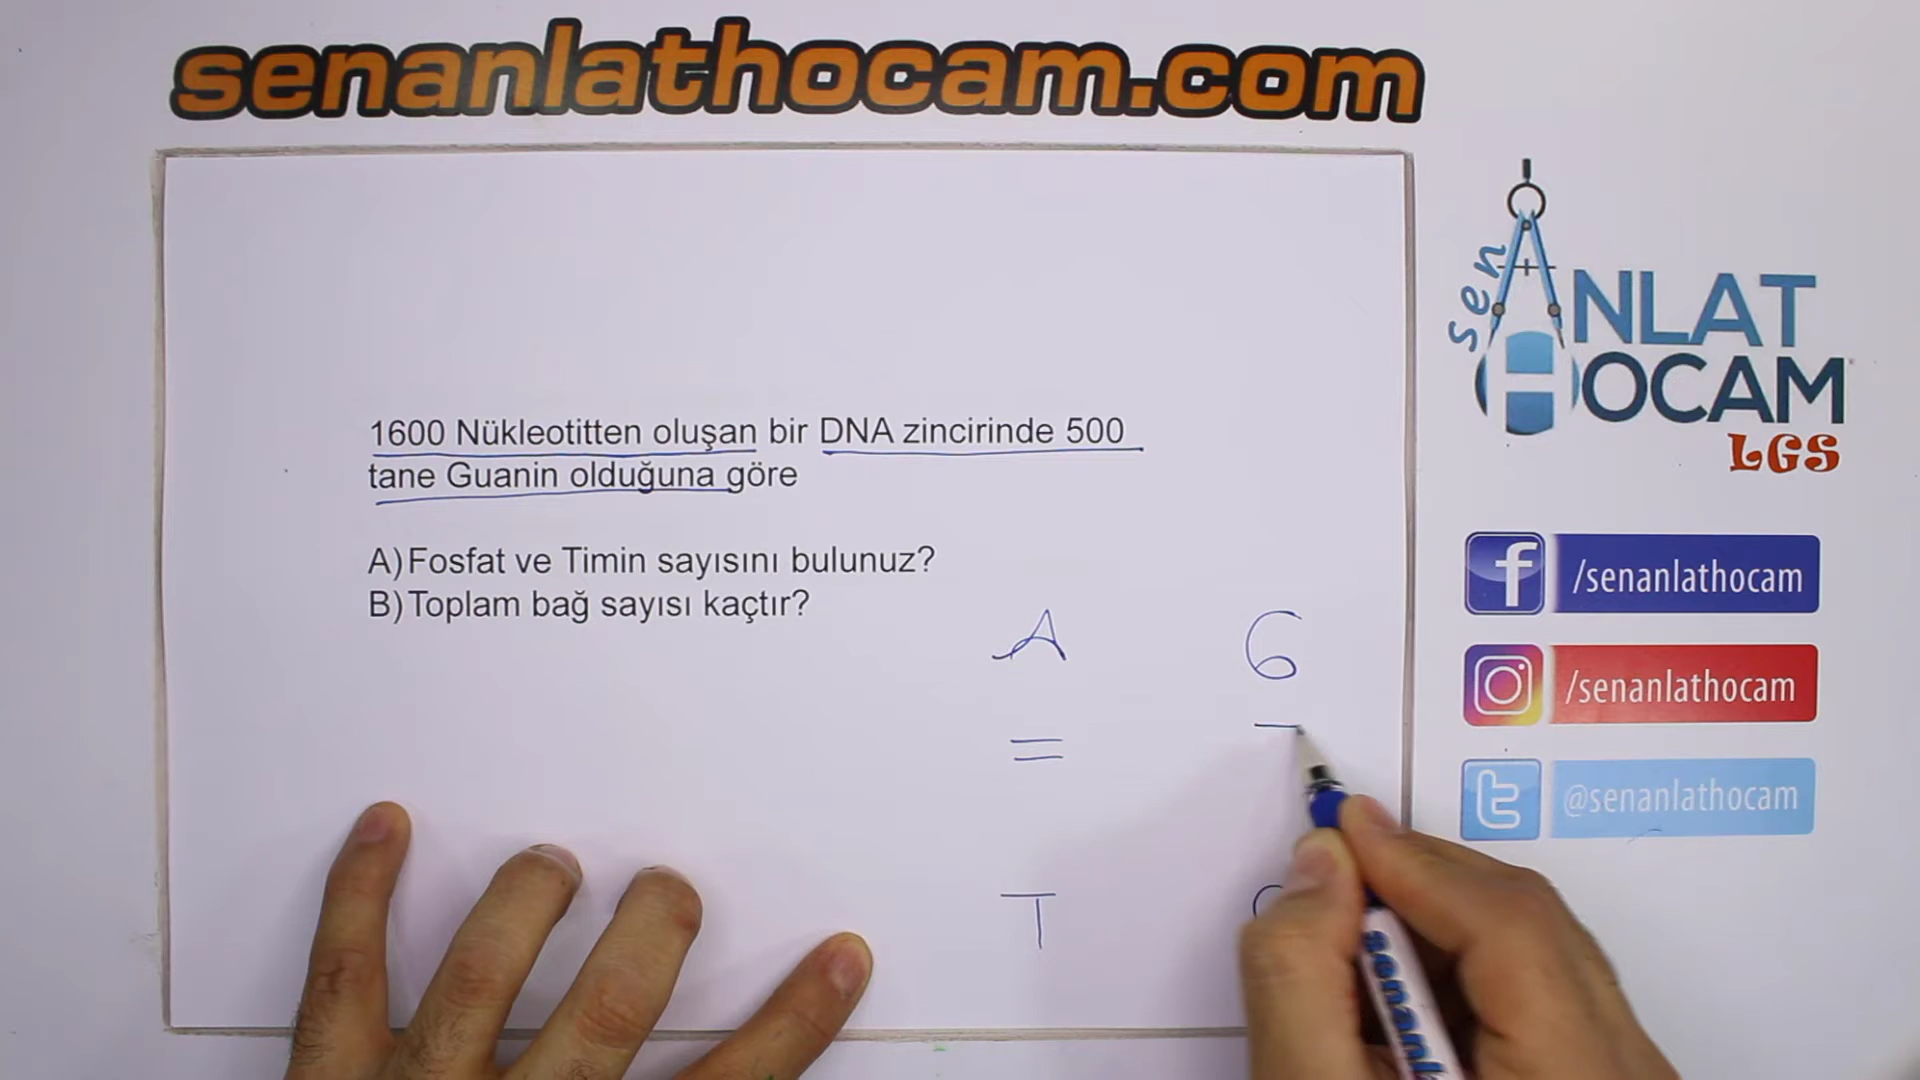 senanlathocam.com
sen
ANLAT
HOCAM
LGS
1600 Nükleotitten oluşan bir DNA zincirinde 500
tane Guanin olduğuna göre
A) Fosfat ve Timin sayısını bulunuz?
B) Toplam bağ sayısı kaçtır?
/senanlathocam
/senanlathocam
@senanlathocam
A G
=
T
senanl